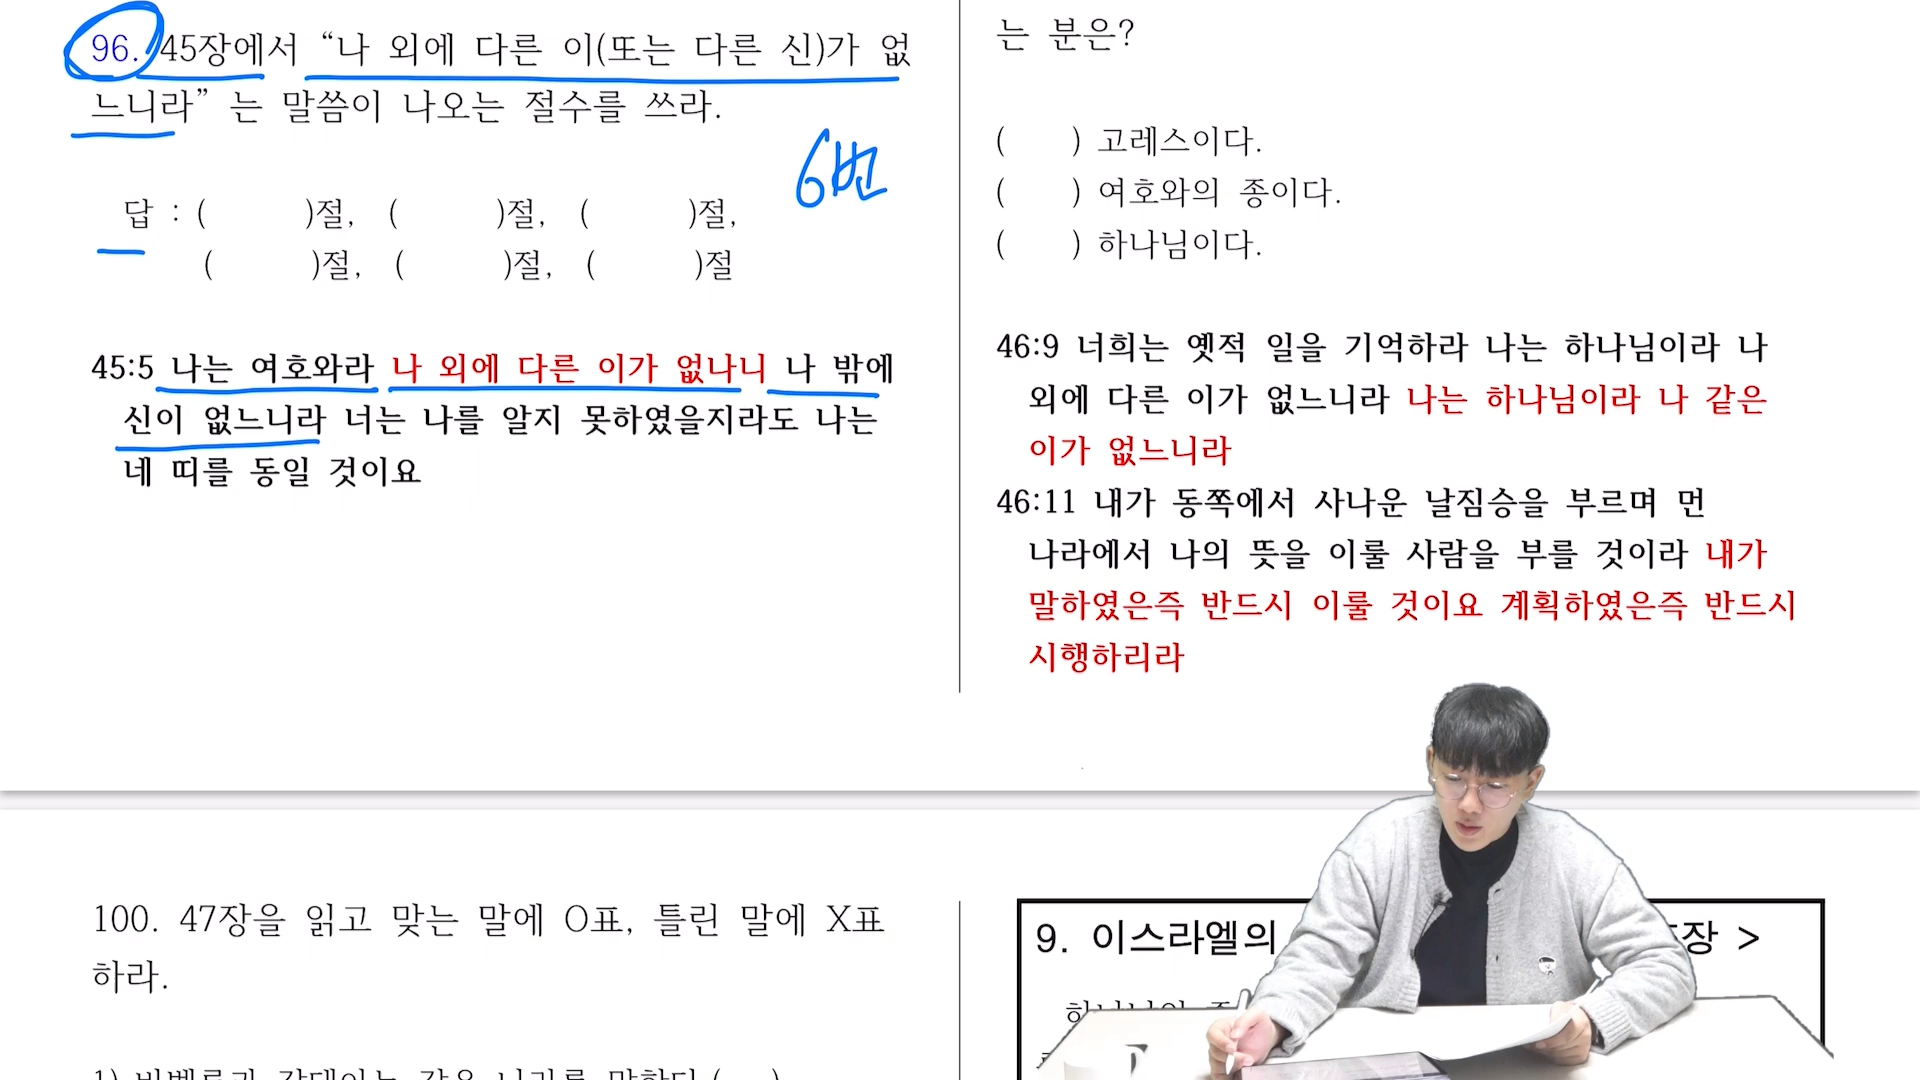 96. 45장에서 “나 외에 다른 이(또는 다른 신)가 없
느니라” 는 말씀이 나오는 절수를 쓰라.
6번
답 : (        )절,   (        )절,   (        )절,
(        )절,   (        )절,   (        )절
45:5 나는 여호와라 나 외에 다른 이가 없나니 나 밖에
신이 없느니라 너는 나를 알지 못하였을지라도 나는
네 띠를 동일 것이요
는 분은?
(     ) 고레스이다.
(     ) 여호와의 종이다.
(     ) 하나님이다.
46:9 너희는 옛적 일을 기억하라 나는 하나님이라 나
외에 다른 이가 없느니라 나는 하나님이라 나 같은
이가 없느니라
46:11 내가 동쪽에서 사나운 날짐승을 부르며 먼
나라에서 나의 뜻을 이룰 사람을 부를 것이라 내가
말하였은즉 반드시 이룰 것이요 계획하였은즉 반드시
시행하리라
100. 47장을 읽고 맞는 말에 O표, 틀린 말에 X표
하라.
9. 이스라엘의 장 >